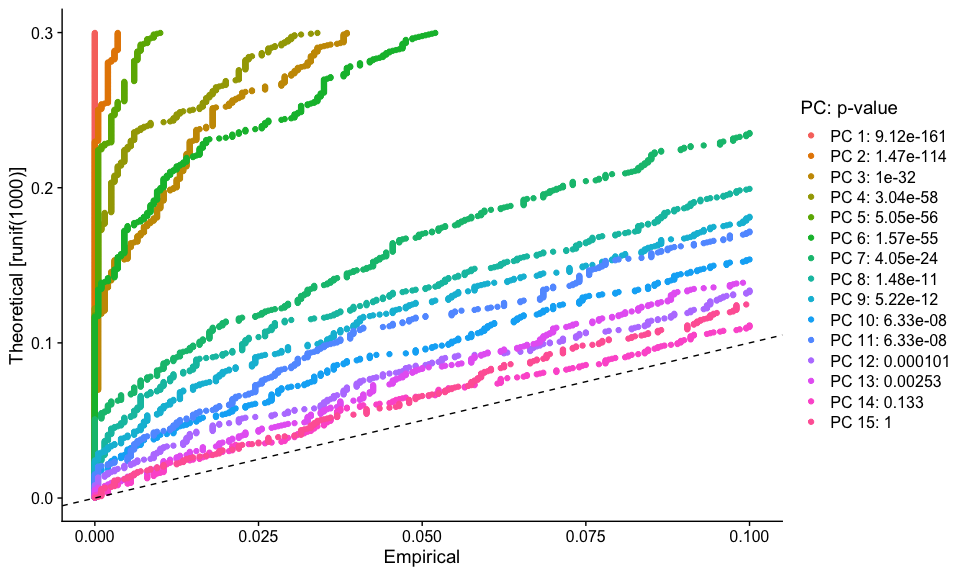 PC: p-value
PC 1: 9.12e-161
PC 2: 1.47e-114
PC 3: 1e-32
PC 4: 3.04e-58
PC 5: 5.05e-56
PC 6: 1.57e-55
PC 7: 4.05e-24
PC 8: 1.48e-11
PC 9: 5.22e-12
PC 10: 6.33e-08
PC 11: 6.33e-08
PC 12: 0.000101
PC 13: 0.00253
PC 14: 0.133
PC 15: 1
Theoretical [runif(1000)]
0.3
0.2
0.1
0.0
0.000
0.025
0.050
0.075
0.100
Empirical